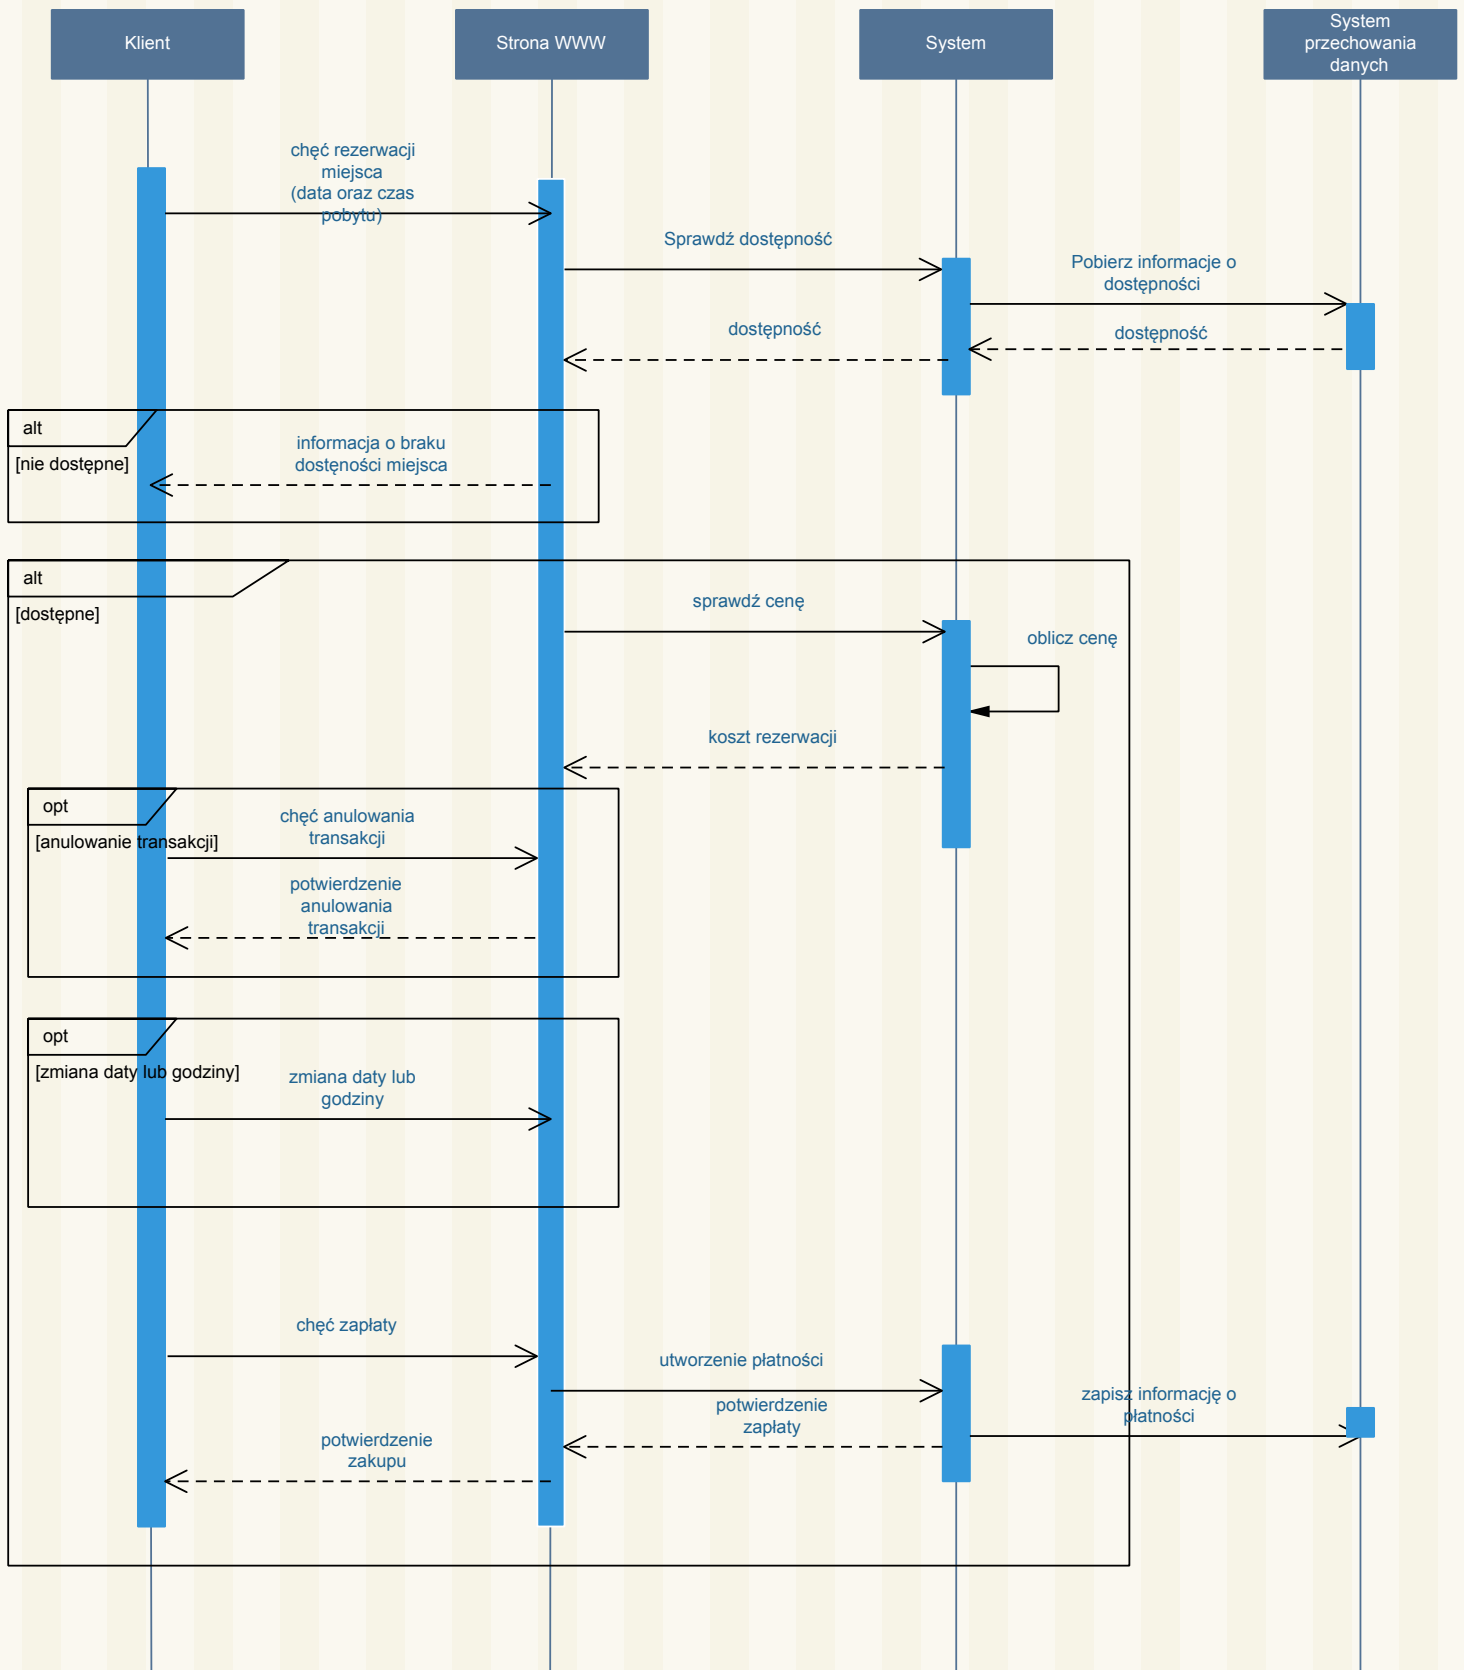 Klient
Strona WWW
System
System
przechowania
danych
chęć rezerwacji
miejsca
(data oraz czas
pobytu)
Sprawdź dostępność
Pobierz informacje o
dostępności
dostępność
dostępność
alt
[nie dostępne]
informacja o braku
dostęności miejsca
alt
[dostępne]
sprawdź cenę
oblicz cenę
koszt rezerwacji
opt
[anulowanie transakcji]
chęć anulowania
transakcji
potwierdzenie
anulowania
transakcji
opt
[zmiana daty lub godziny]
zmiana daty lub
godziny
chęć zapłaty
utworzenie płatności
zapisz informację o
płatności
potwierdzenie
zapłaty
potwierdzenie
zakupu